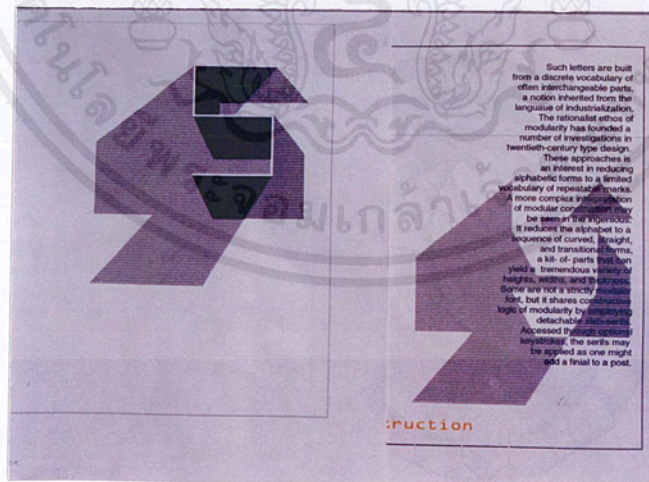 Such letters are built
from a discrete vocabulary of
often interchangeable parts,
a notion inherited from the
languaue of industrialization.
The rationalist ethos of
modularity has founded a
number of investigations in
twentieth-century type design.
These approaches is
an interest in reducing
alphabetic forms to a limited
vocabulary of repeatable marks.
A more complex interpretation
of modular construction may
be seen in the ingenious.
It reduces the alphabet to a
sequence of curved, straight,
and transitional forms,
a kit- of- parts that can
yield a tremendous variety of
heights, widths, and thickness.
Some are not a strictly modular
font, but it shares constructive
logic of modularity by employing
detachable slab-serifs.
Accessed through optional
keystrokes, the serifs may
be applied as one might
add a finial to a post.
ruction